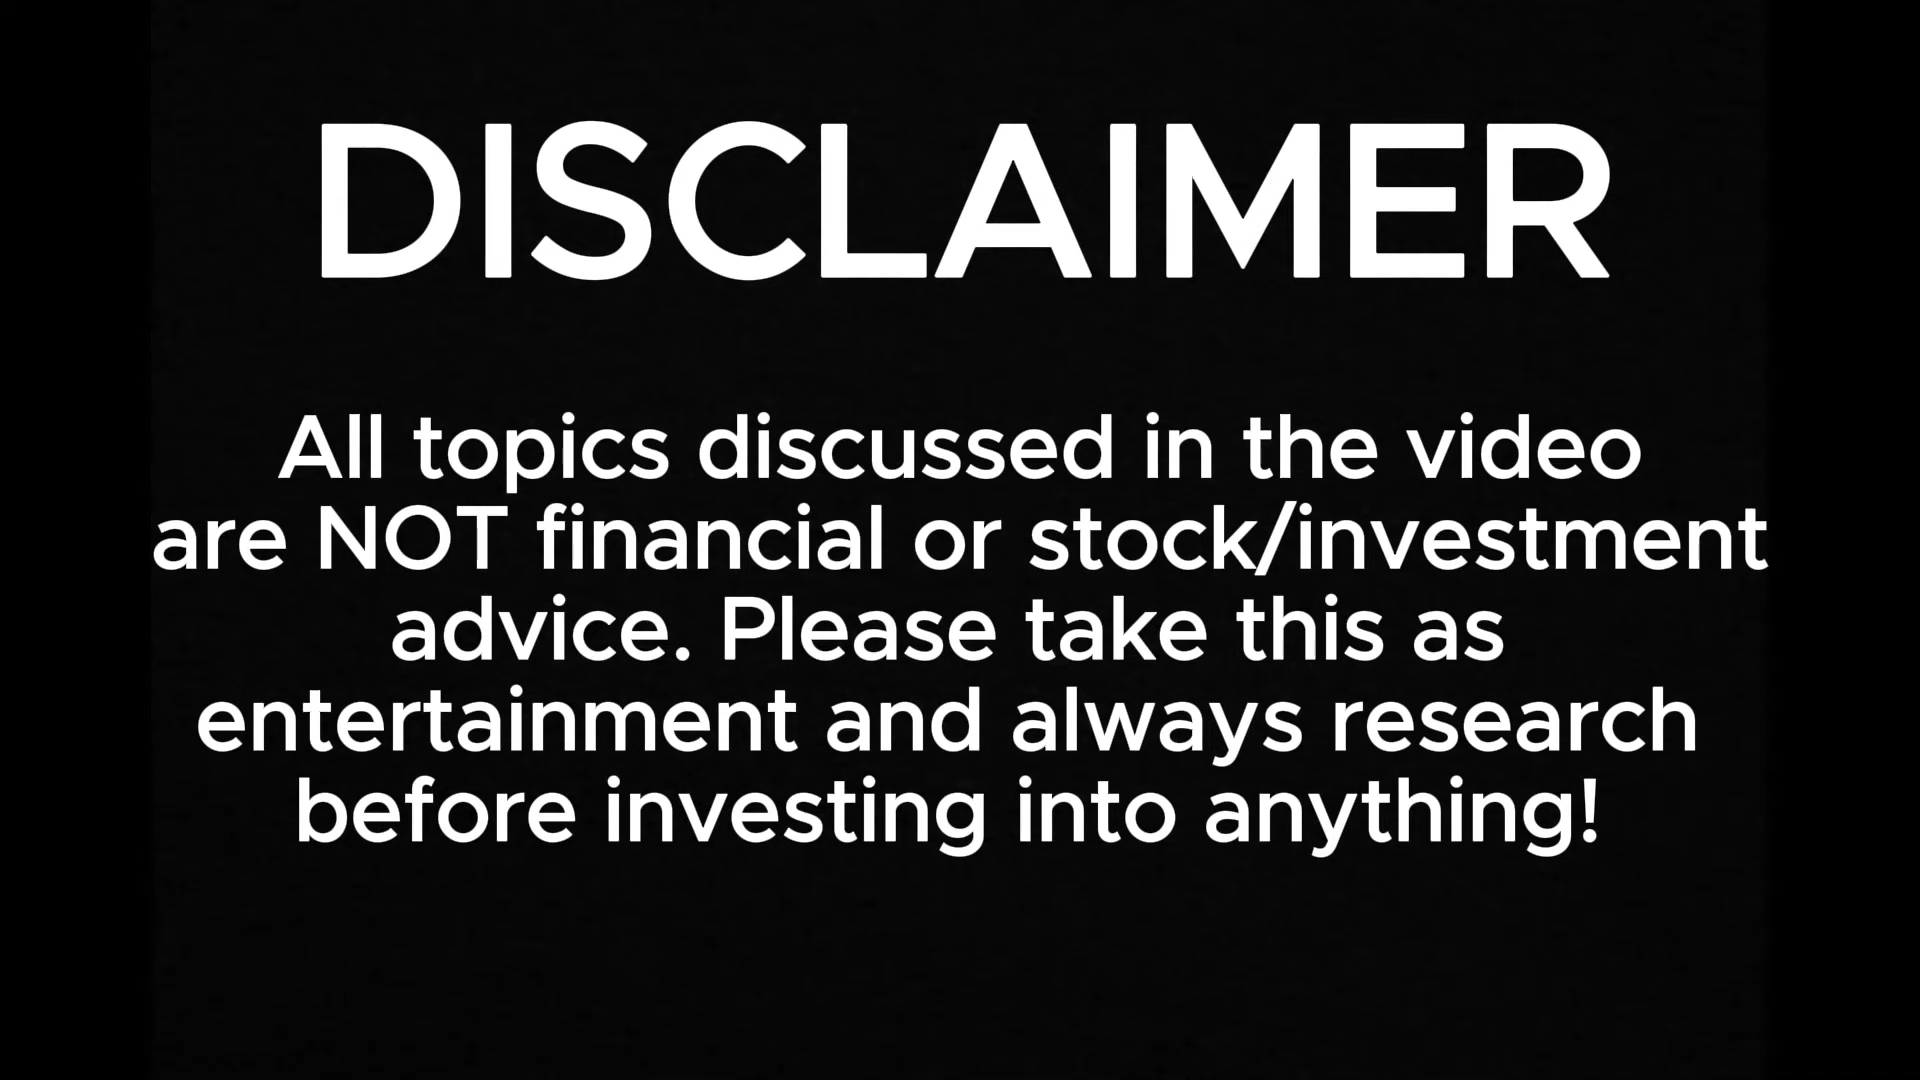 DISCLAIMER
All topics discussed in the video
are NOT financial or stock/investment
advice. Please take this as
entertainment and always research
before investing into anything!